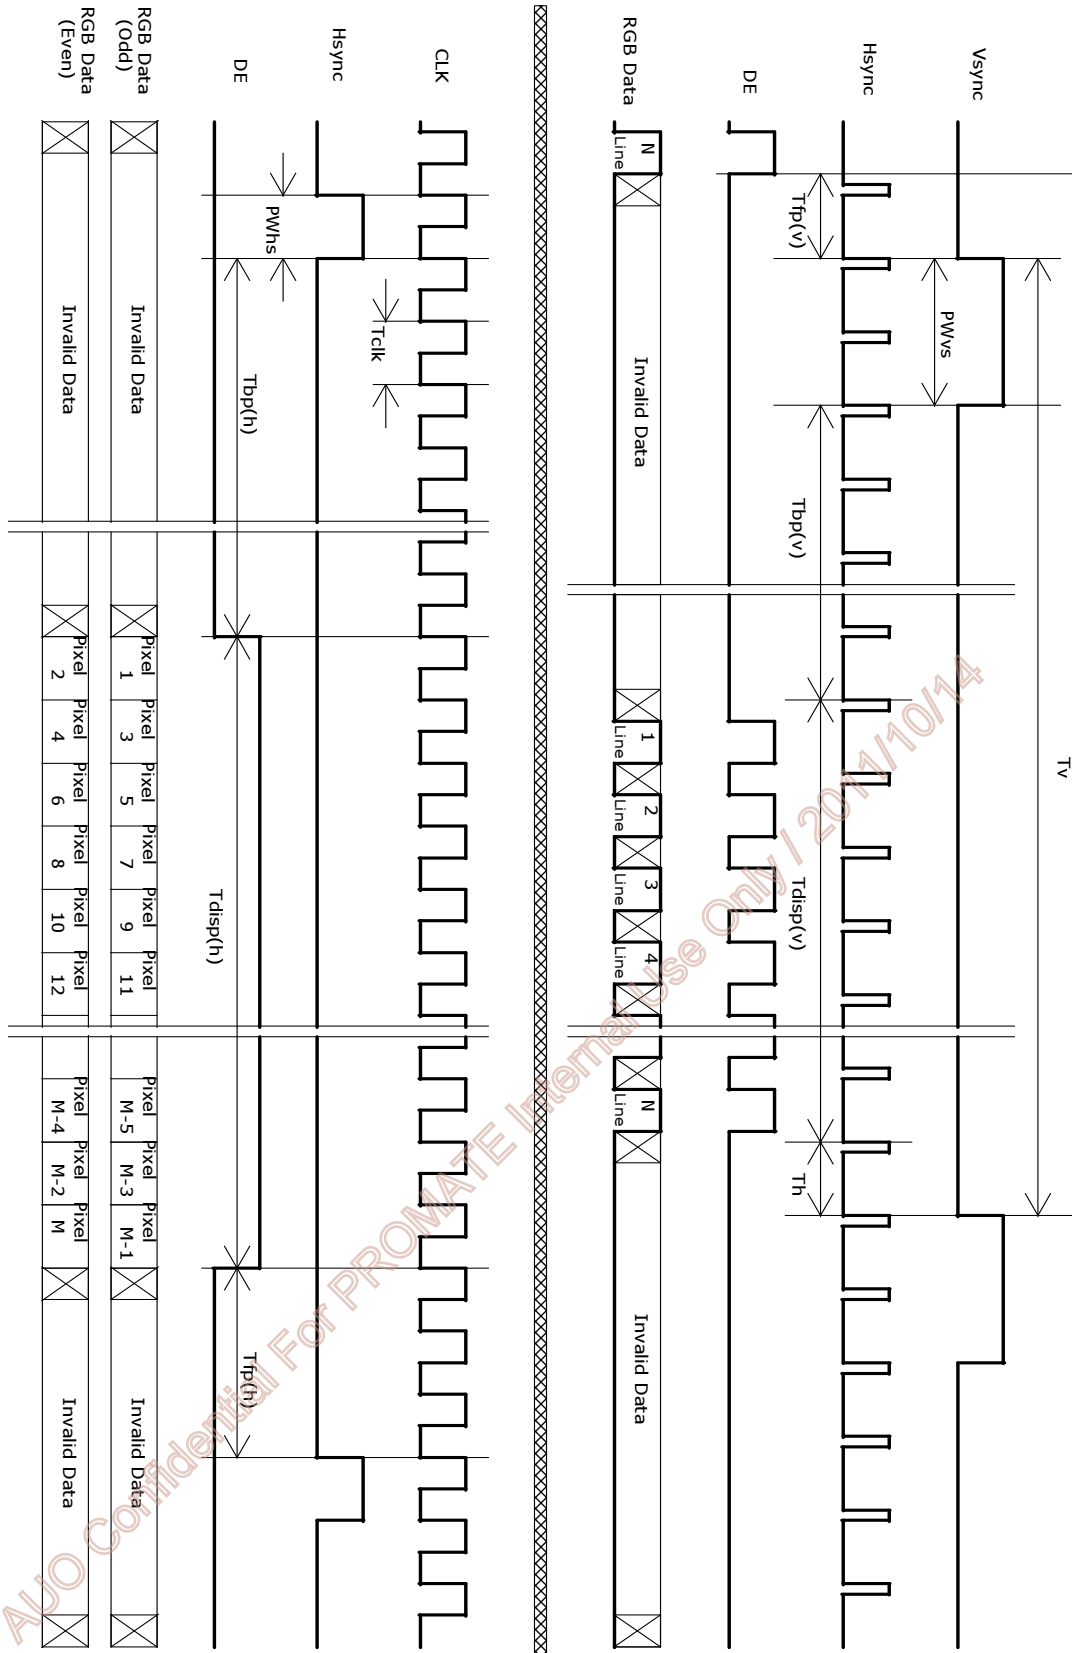 Vsync
Tv
PWvs
Hsync
Tfp(v)
Tbp(v)
Tdisp(v)
Th
DE
RGB Data
N
Line
Invalid Data
1
Line
2
Line
3
Line
4
Line
N
Line
Invalid Data
CLK
Tclk
Hsync
PWhs
DE
Tbp(h)
Tdisp(h)
Tfp(h)
RGB Data
(Odd)
Invalid Data
Pixel
1
Pixel
3
Pixel
5
Pixel
7
Pixel
9
Pixel
11
Pixel
M-5
Pixel
M-3
Pixel
M-1
Invalid Data
RGB Data
(Even)
Invalid Data
Pixel
2
Pixel
4
Pixel
6
Pixel
8
Pixel
10
Pixel
12
Pixel
M-4
Pixel
M-2
Pixel
M
Invalid Data
AUO Confidential For PROMATE Internal Use Only / 2011/10/14